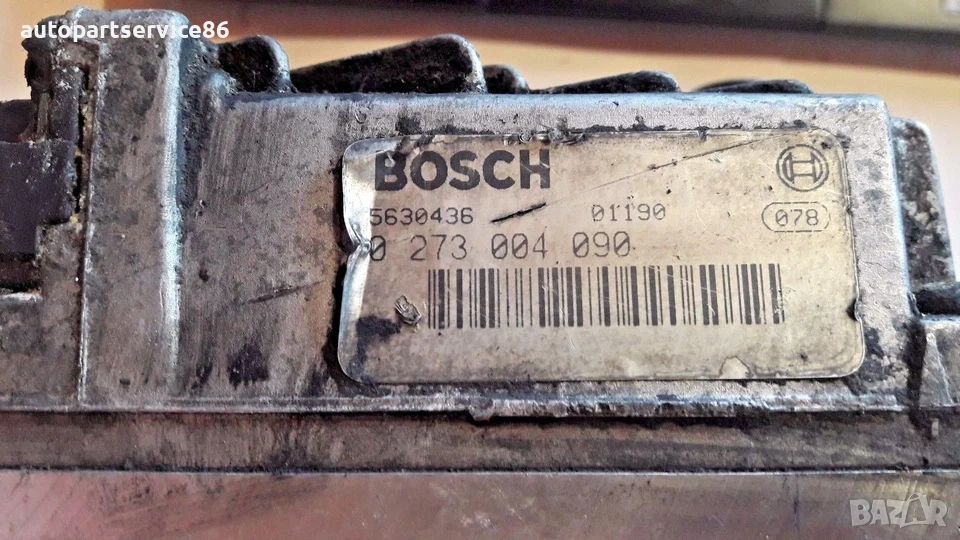 autopartservice86
BOSCH
5630436 01190 078
0 273 004 090
BAZAR